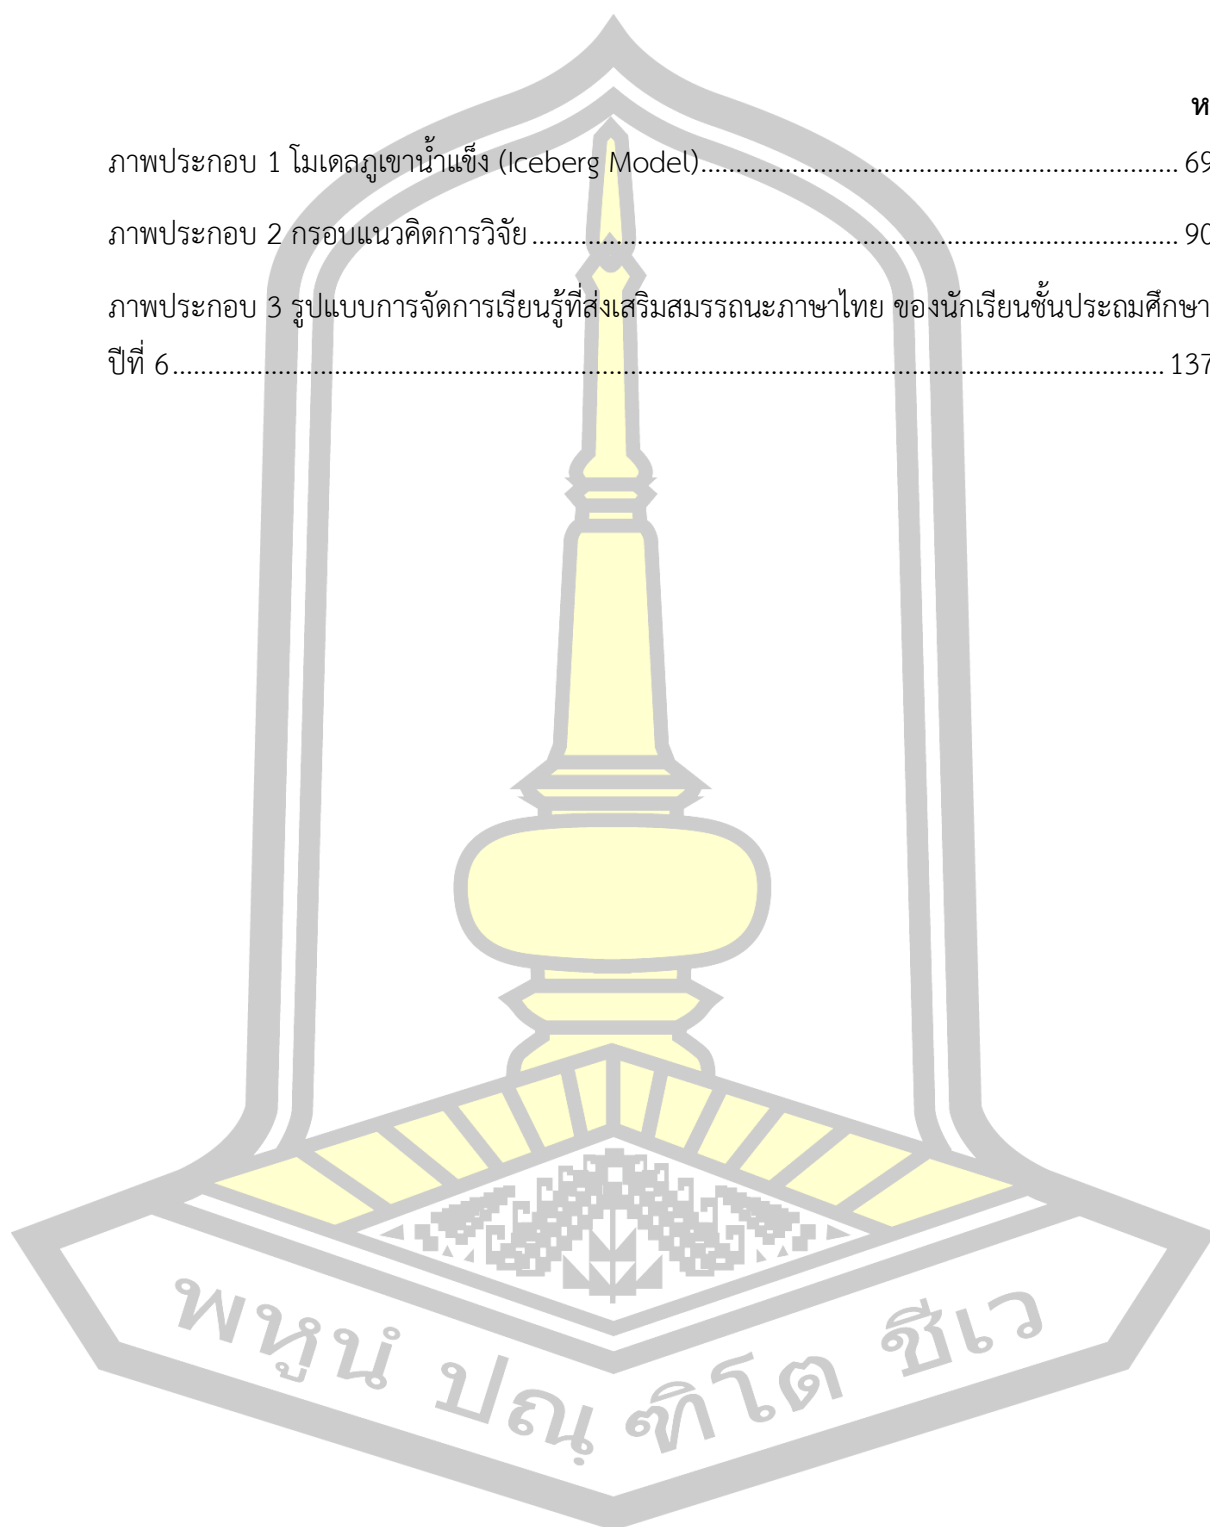 ห
ภาพประกอบ 1 โมเดลภูเขาน้ำแข็ง (Iceberg Model)............................................................................ 69
ภาพประกอบ 2 กรอบแนวคิดการวิจัย ............................................................................................... 90
ภาพประกอบ 3 รูปแบบการจัดการเรียนรู้ที่ส่งเสริมสมรรถนะภาษาไทย ของนักเรียนชั้นประถมศึกษา
ปีที่ 6................................................................................................................................................. 137
พหูนํ ปณฺฑิโต ชีเว